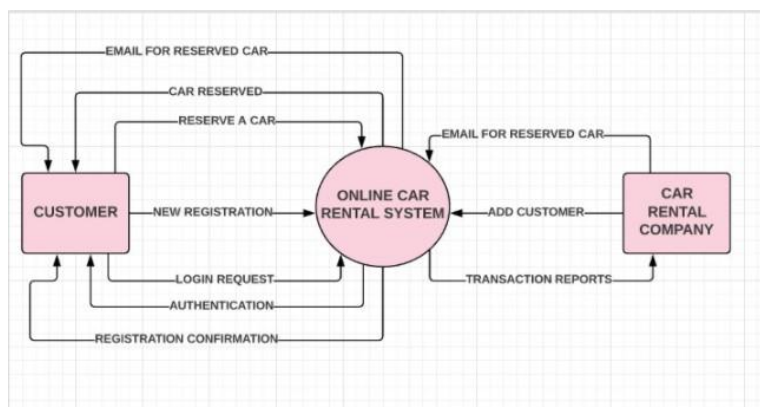 EMAIL FOR RESERVED CAR
CAR RESERVED
RESERVE A CAR
EMAIL FOR RESERVED CAR
CUSTOMER
NEW REGISTRATION
ONLINE CAR
RENTAL SYSTEM
ADD CUSTOMER
CAR
RENTAL
COMPANY
LOGIN REQUEST
TRANSACTION REPORTS
AUTHENTICATION
REGISTRATION CONFIRMATION